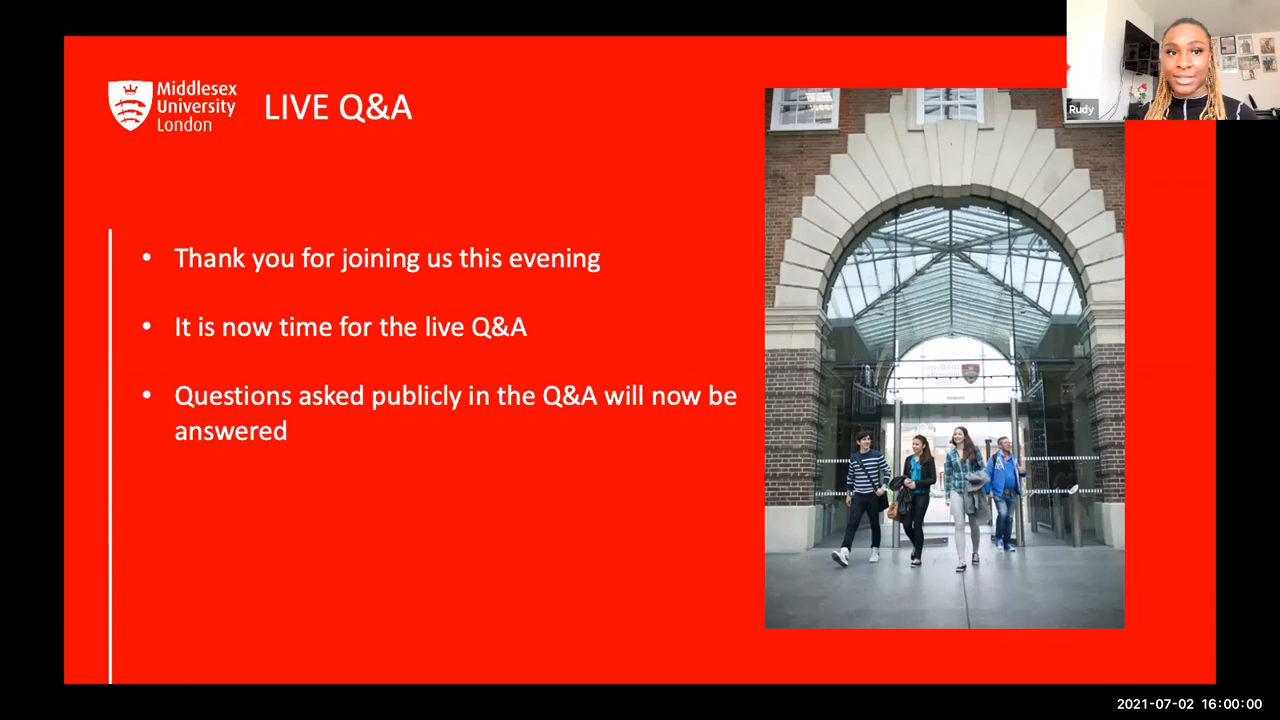 Middlesex
University
London
LIVE Q&A
• Thank you for joining us this evening
• It is now time for the live Q&A
• Questions asked publicly in the Q&A will now be
answered
Rudy
2021-07-02 16:00:00